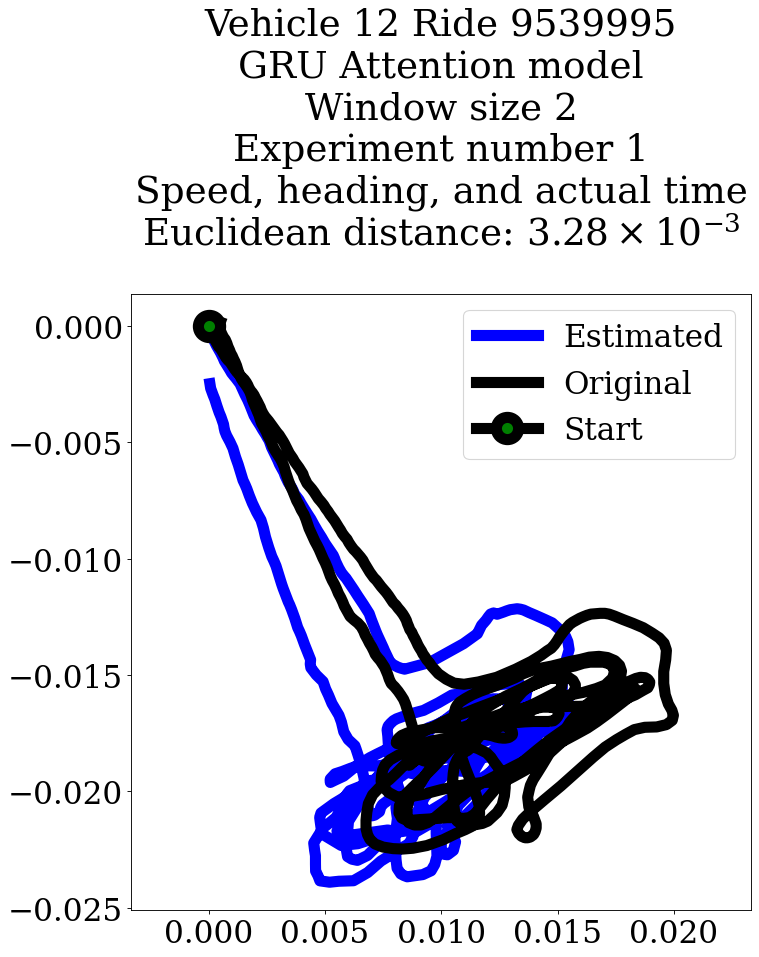 Vehicle 12 Ride 9539995
GRU Attention model
Window size 2
Experiment number 1
Speed, heading, and actual time
Euclidean distance: 3.28 × 10⁻³
Estimated
Original
Start
0.000
−0.005
−0.010
−0.015
−0.020
−0.025
0.000 0.005 0.010 0.015 0.020